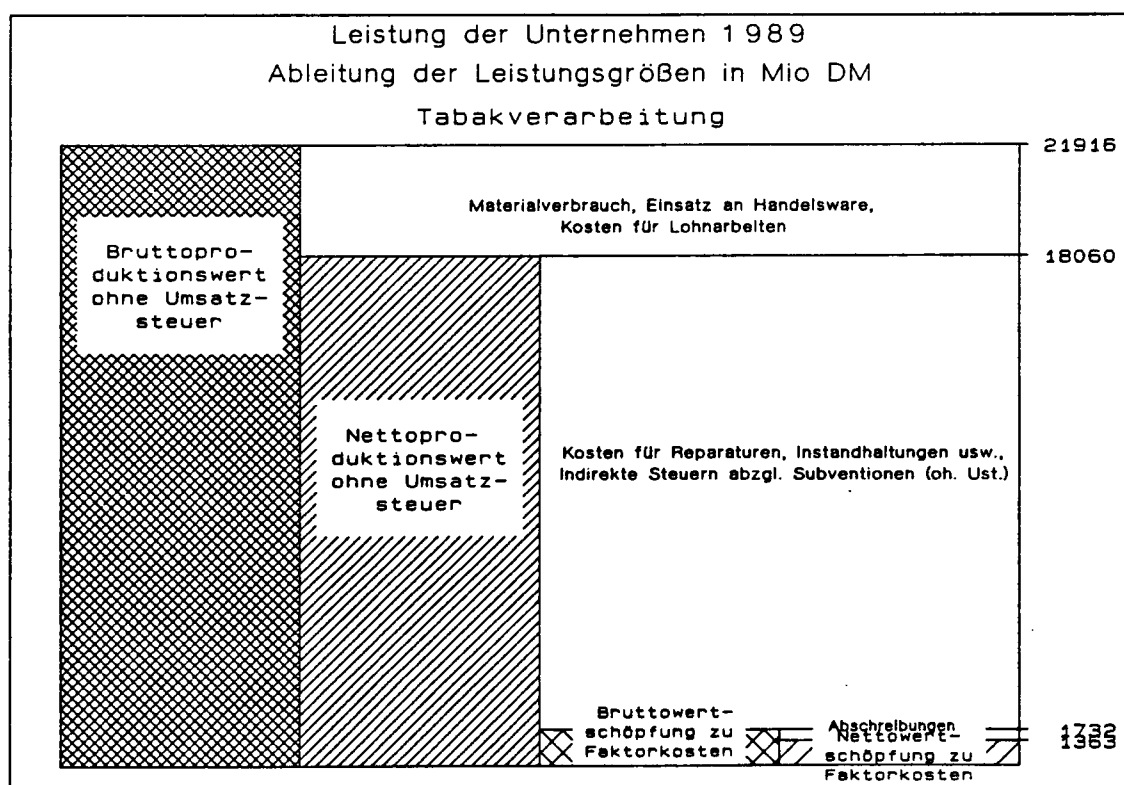 Leistung der Unternehmen 1989
Ableitung der Leistungsgrößen in Mio DM
Tabakverarbeitung
21916
Materialverbrauch, Einsatz an Handelsware,
Kosten für Lohnarbeiten
18060
Bruttopro-
duktionswert
ohne Umsatz-
steuer
Nettopro-
duktionswert
ohne Umsatz-
steuer
Kosten für Reparaturen, Instandhaltungen usw.,
Indirekte Steuern abzgl. Subventionen (oh. Ust.)
Bruttowert-
schöpfung zu
Faktorkosten
Abschreibungen
1732
Nettowert-
schöpfung zu
Faktorkosten
1363